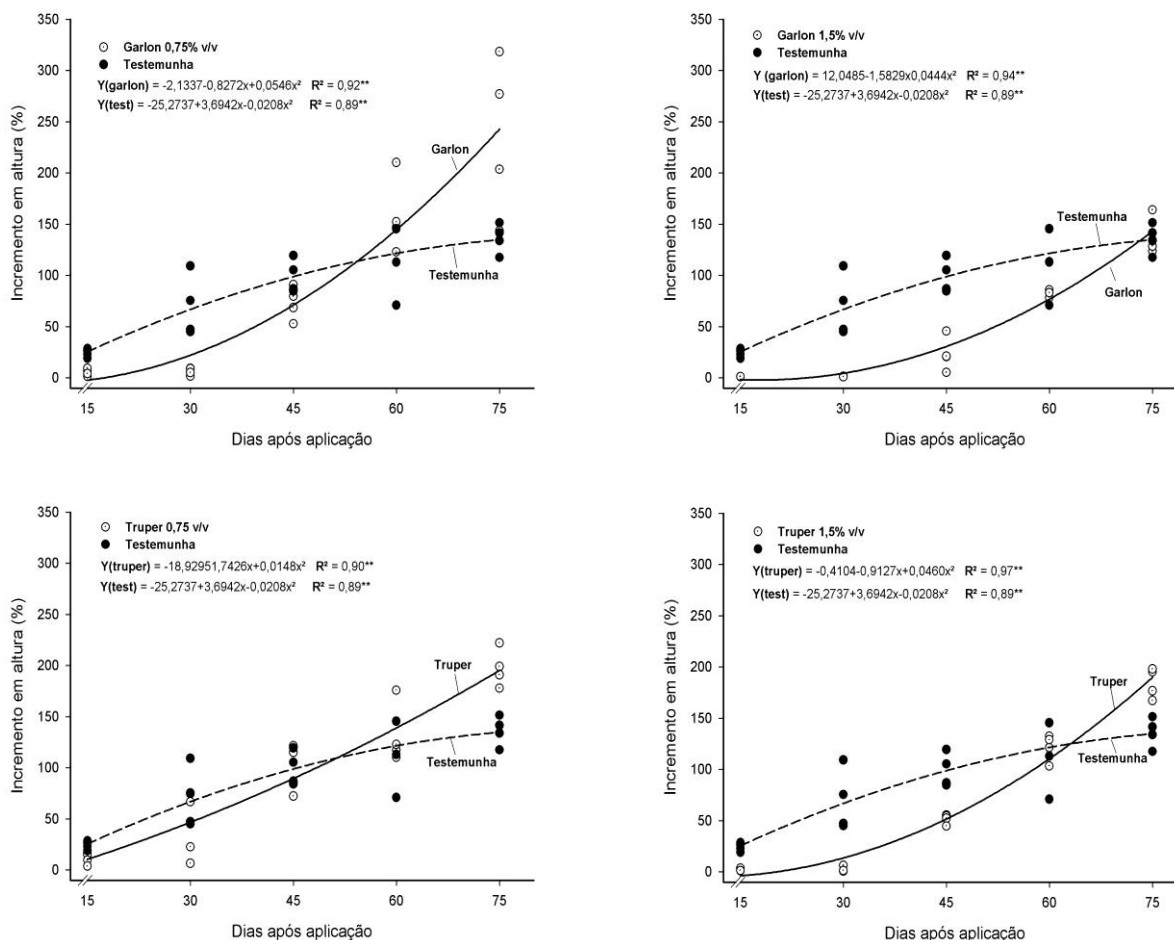 Incremento em altura (%)
350
300
250
200
150
100
50
0
Garlon 0,75% v/v
Testemunha
Y(garlon) = -2,1337-0,8272x+0,0546x² R² = 0,92**
Y(test) = -25,2737+3,6942x-0,0208x² R² = 0,89**
Garlon
Testemunha
15 30 45 60 75
Dias após aplicação
Incremento em altura (%)
350
300
250
200
150
100
50
0
Garlon 1,5% v/v
Testemunha
Y (garlon) = 12,0485-1,5829x0,0444x² R² = 0,94**
Y(test) = -25,2737+3,6942x-0,0208x² R² = 0,89**
Testemunha
Garlon
15 30 45 60 75
Dias após aplicação
Incremento em altura (%)
350
300
250
200
150
100
50
0
Truper 0,75 v/v
Testemunha
Y(truper) = -18,92951,7426x+0,0148x² R² = 0,90**
Y(test) = -25,2737+3,6942x-0,0208x² R² = 0,89**
Truper
Testemunha
15 30 45 60 75
Dias após aplicação
Incremento em altura (%)
350
300
250
200
150
100
50
0
Truper 1,5% v/v
Testemunha
Y(truper) = -0,4104-0,9127x+0,0460x² R² = 0,97**
Y(test) = -25,2737+3,6942x-0,0208x² R² = 0,89**
Truper
Testemunha
15 30 45 60 75
Dias após aplicação